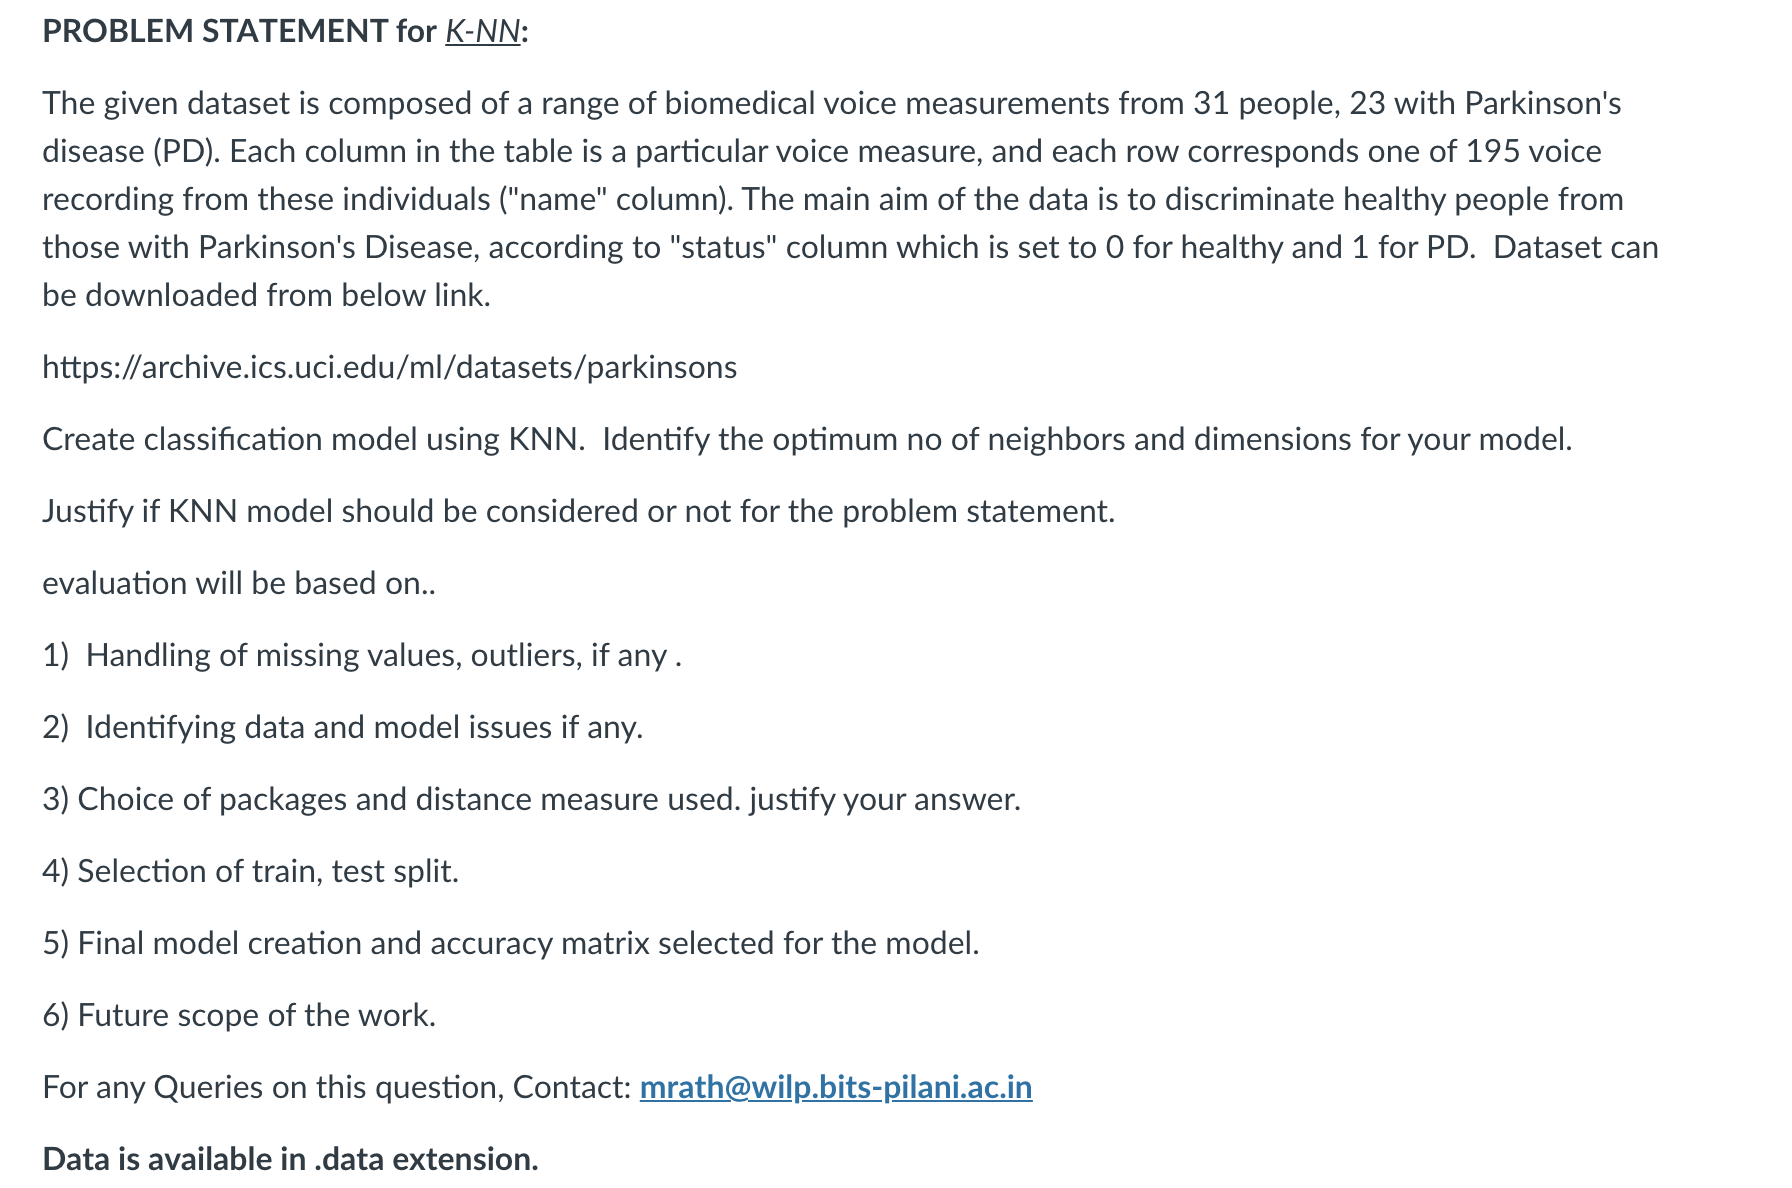 PROBLEM STATEMENT for K-NN:
The given dataset is composed of a range of biomedical voice measurements from 31 people, 23 with Parkinson's
disease (PD). Each column in the table is a particular voice measure, and each row corresponds one of 195 voice
recording from these individuals ("name" column). The main aim of the data is to discriminate healthy people from
those with Parkinson's Disease, according to "status" column which is set to 0 for healthy and 1 for PD.  Dataset can
be downloaded from below link.
https://archive.ics.uci.edu/ml/datasets/parkinsons
Create classification model using KNN.  Identify the optimum no of neighbors and dimensions for your model.
Justify if KNN model should be considered or not for the problem statement.
evaluation will be based on..
1)  Handling of missing values, outliers, if any .
2)  Identifying data and model issues if any.
3) Choice of packages and distance measure used. justify your answer.
4) Selection of train, test split.
5) Final model creation and accuracy matrix selected for the model.
6) Future scope of the work.
For any Queries on this question, Contact: mrath@wilp.bits-pilani.ac.in
Data is available in .data extension.